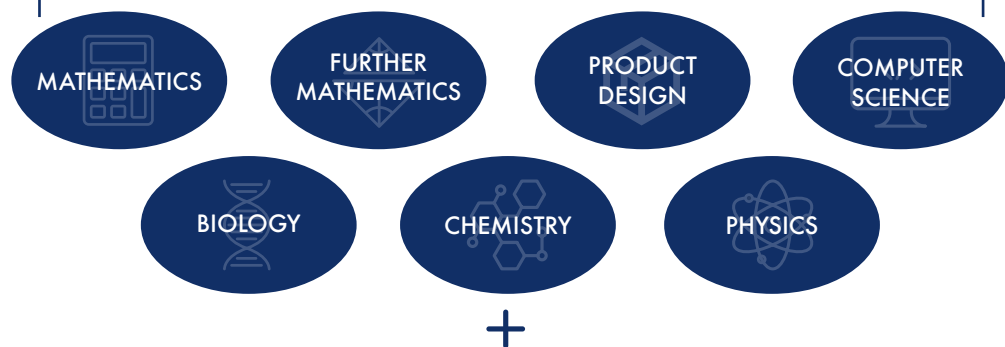 MATHEMATICS
FURTHER
MATHEMATICS
PRODUCT
DESIGN
COMPUTER
SCIENCE
BIOLOGY
CHEMISTRY
PHYSICS
+